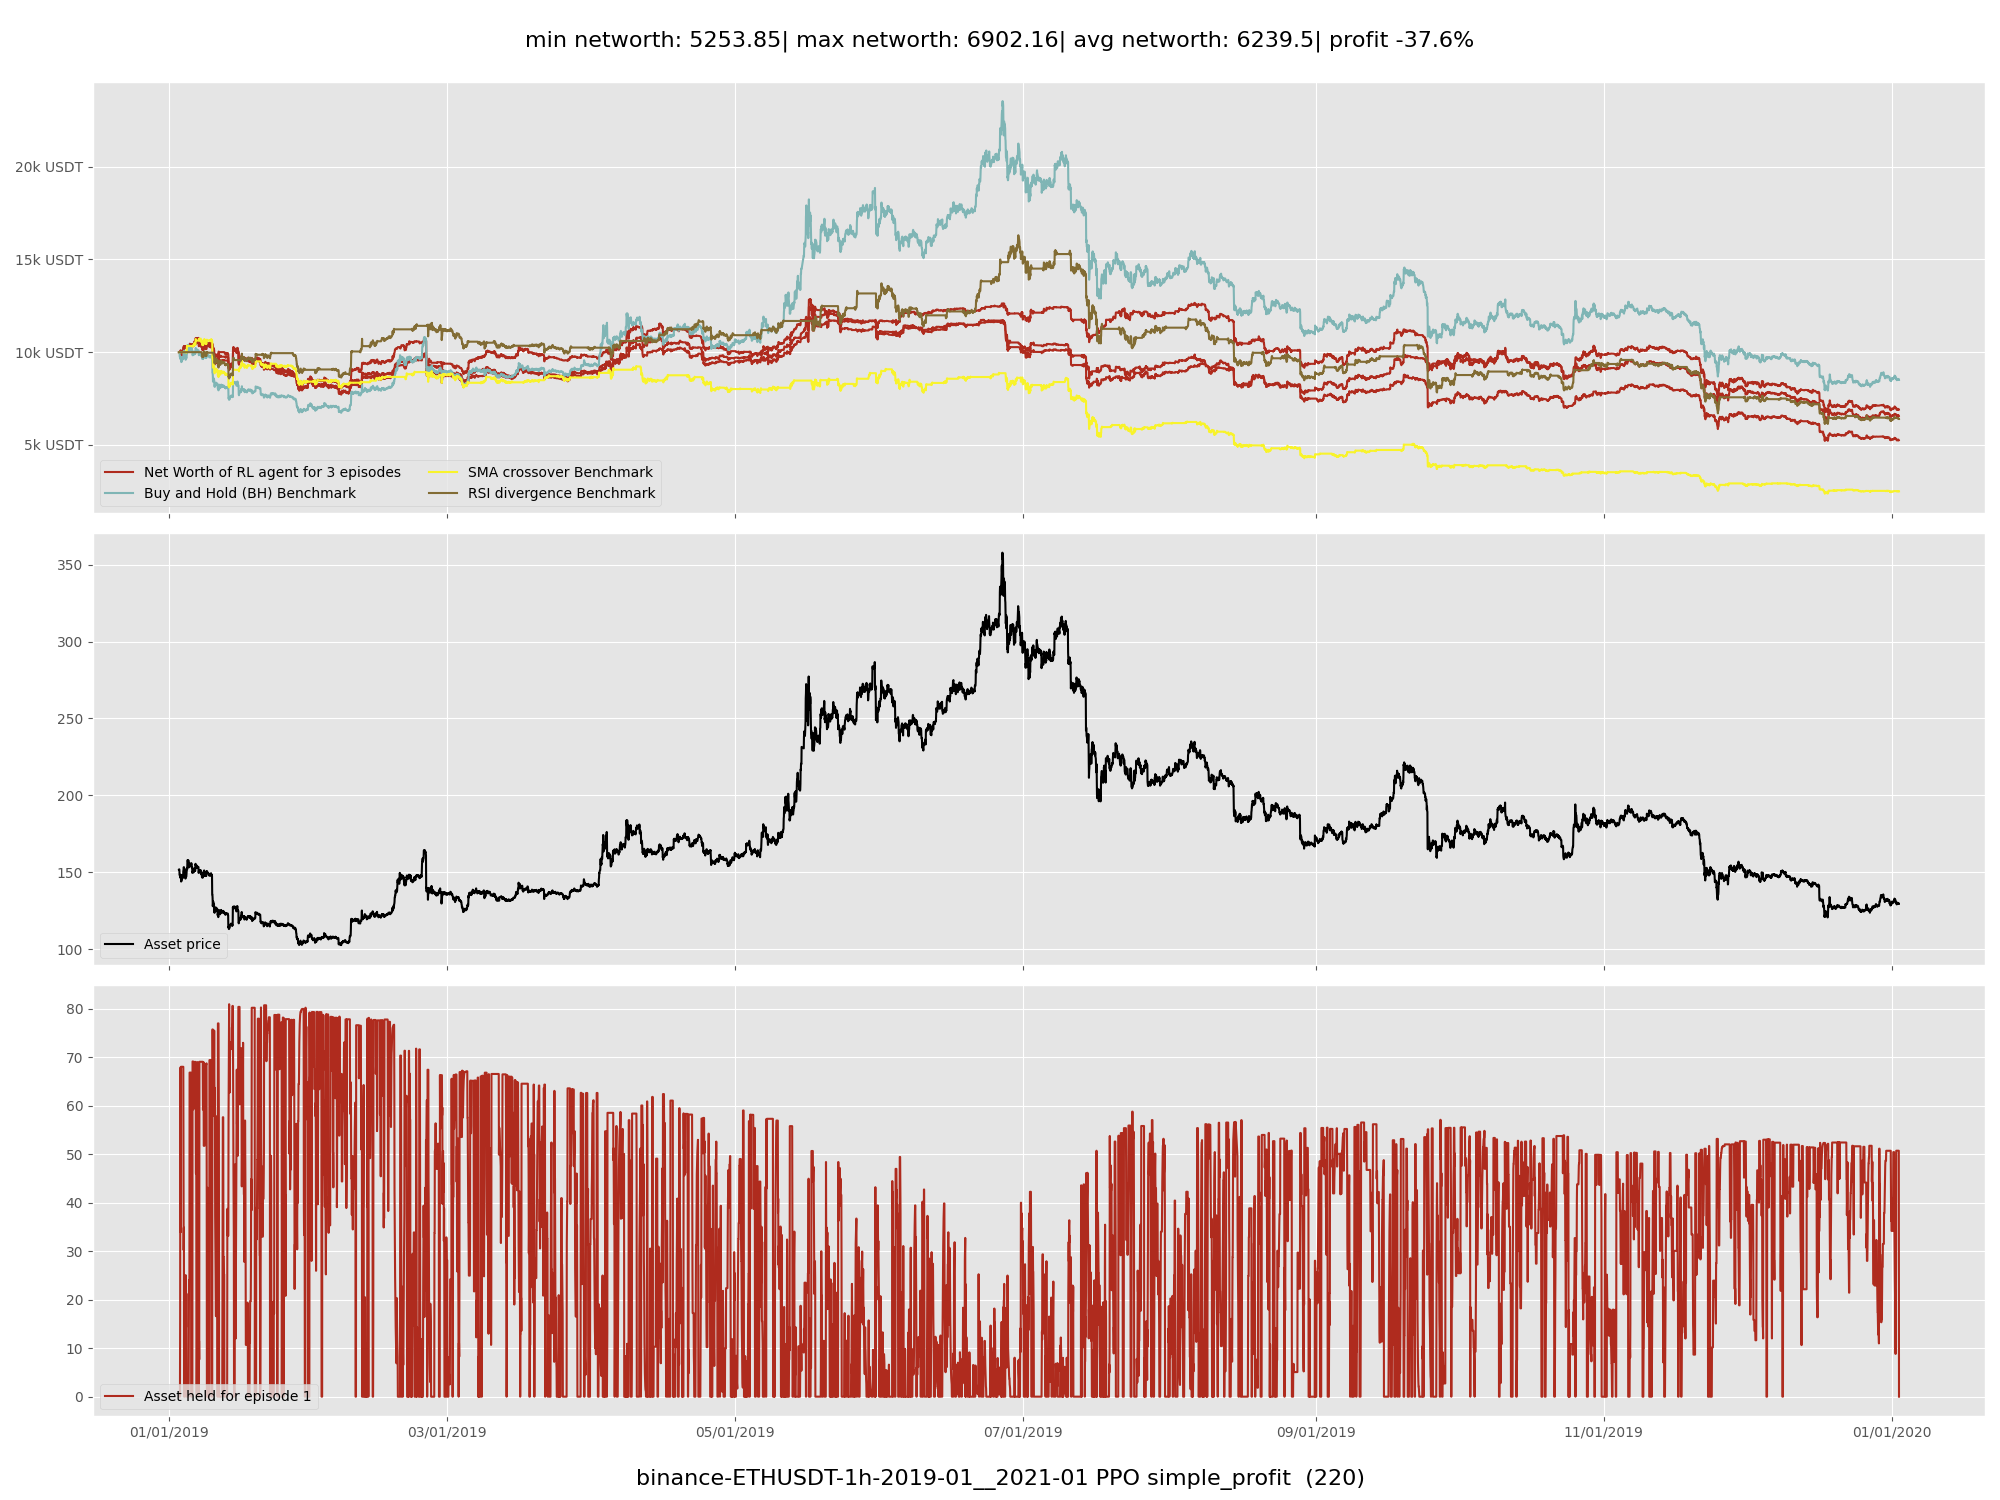 min networth: 5253.85| max networth: 6902.16| avg networth: 6239.5| profit -37.6%
20k USDT
15k USDT
10k USDT
5k USDT
Net Worth of RL agent for 3 episodes
Buy and Hold (BH) Benchmark
SMA crossover Benchmark
RSI divergence Benchmark
350
300
250
200
150
100
Asset price
80
70
60
50
40
30
20
10
0
Asset held for episode 1
01/01/2019
03/01/2019
05/01/2019
07/01/2019
09/01/2019
11/01/2019
01/01/2020
binance-ETHUSDT-1h-2019-01__2021-01 PPO simple_profit  (220)